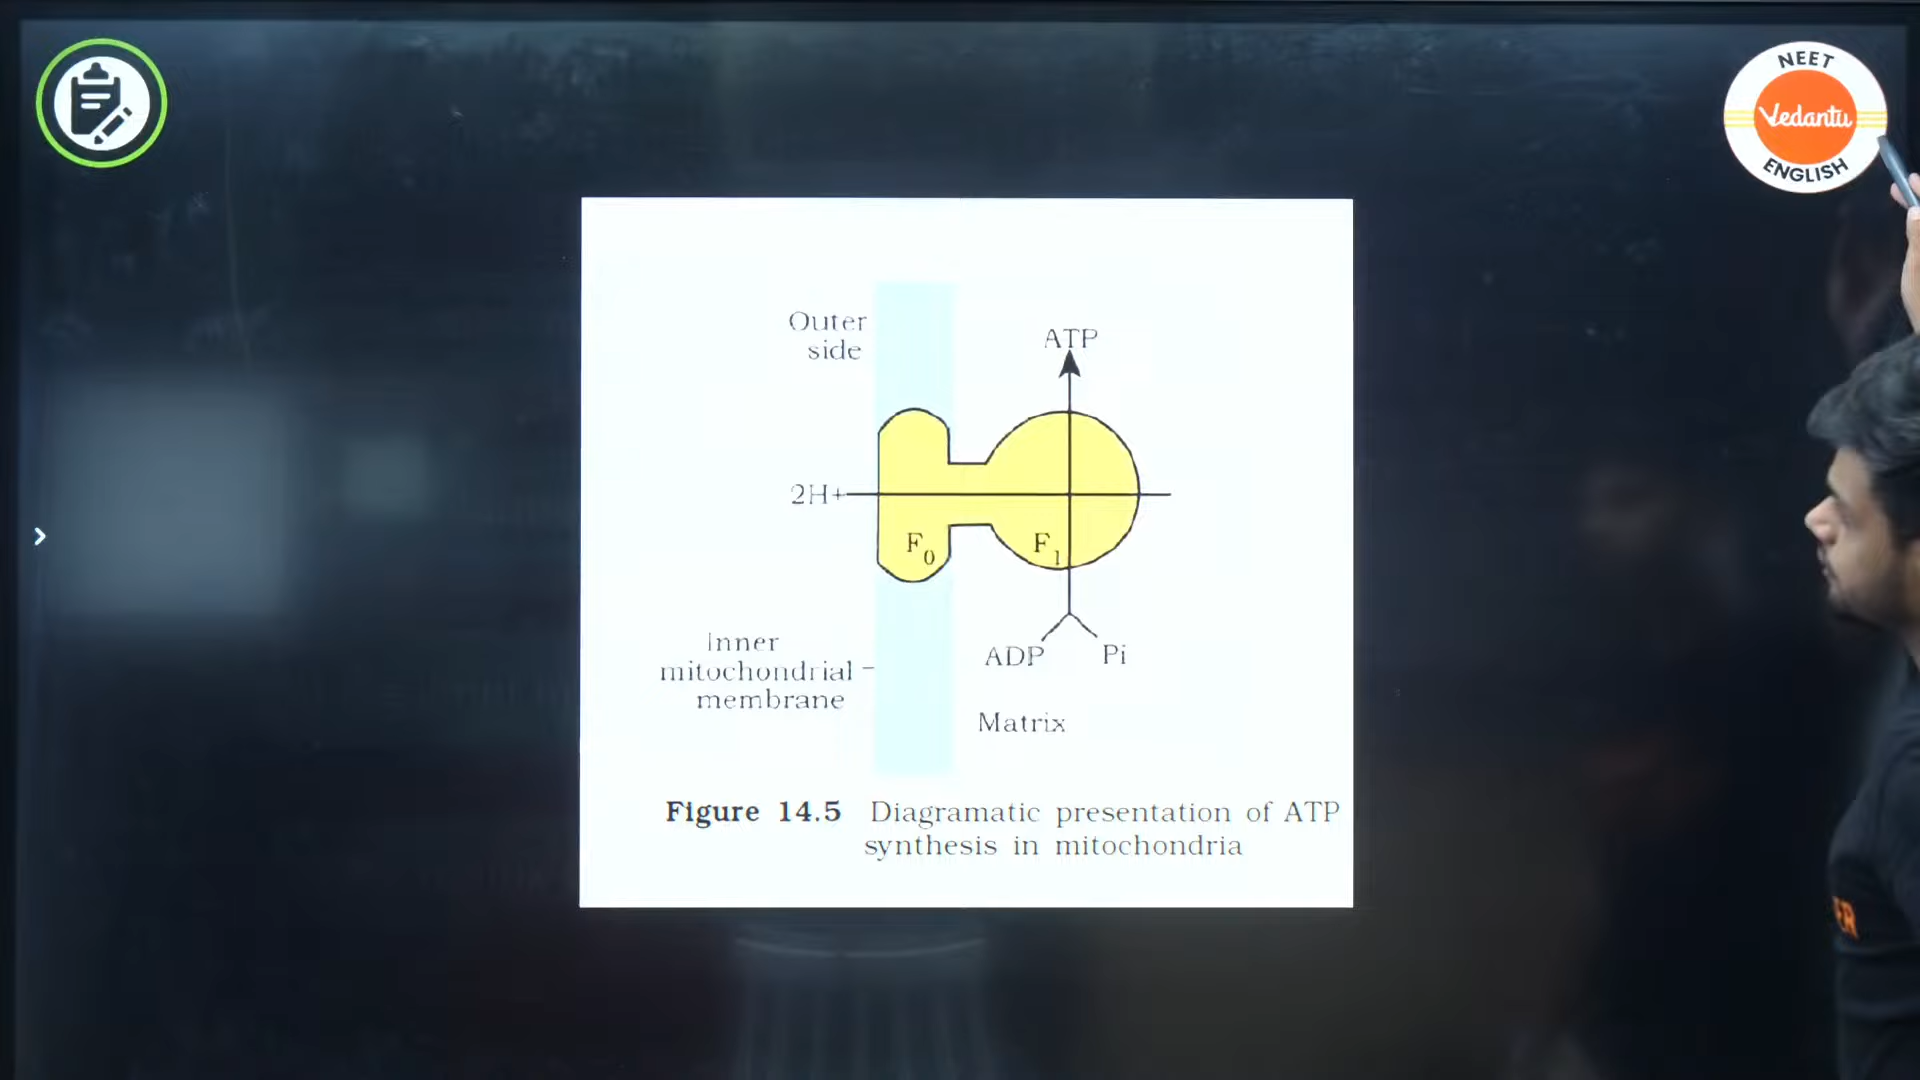 NEET
Vedantu
ENGLISH
Outer
side
ATP
2H+
F0
F1
Inner
mitochondrial
membrane
ADP Pi
Matrix
Figure 14.5 Diagramatic presentation of ATP
synthesis in mitochondria